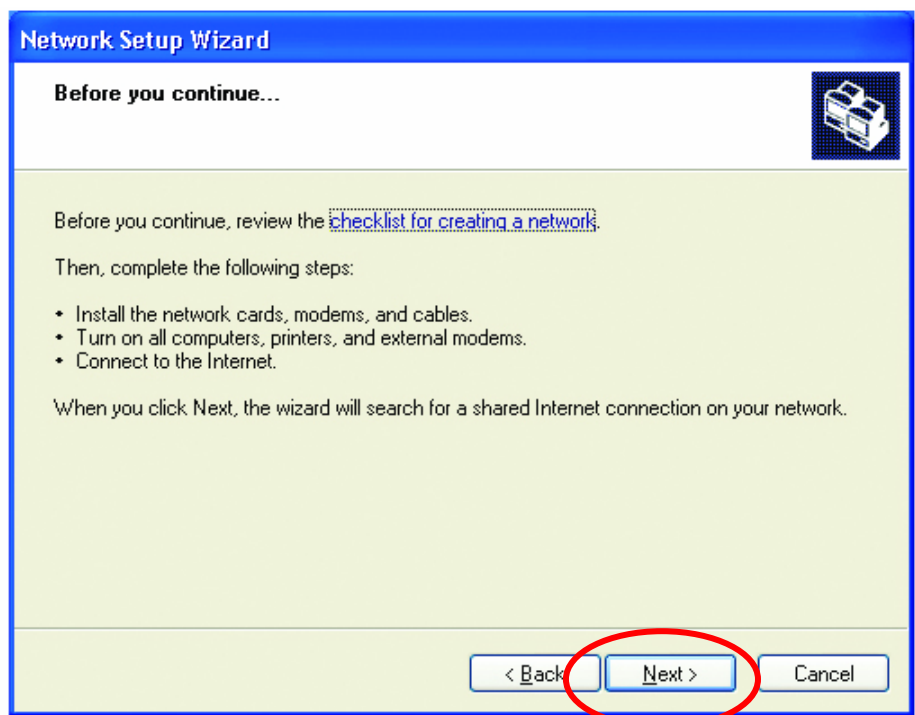 Network Setup Wizard
Before you continue...
Before you continue, review the checklist for creating a network.
Then, complete the following steps:
• Install the network cards, modems, and cables.
• Turn on all computers, printers, and external modems.
• Connect to the Internet.
When you click Next, the wizard will search for a shared Internet connection on your network.
< Back Next > Cancel